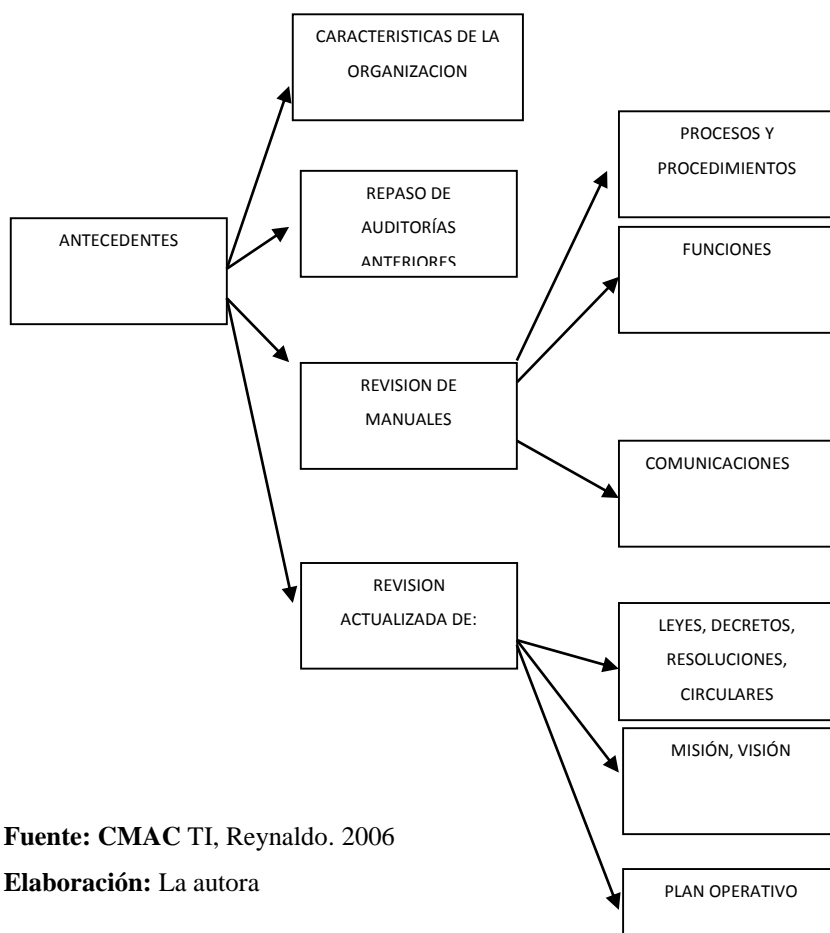 CARACTERISTICAS DE LA
ORGANIZACION
PROCESOS Y
PROCEDIMIENTOS
REPASO DE
AUDITORÍAS
ANTERIORES
ANTECEDENTES
FUNCIONES
REVISION DE
MANUALES
COMUNICACIONES
REVISION
ACTUALIZADA DE:
LEYES, DECRETOS,
RESOLUCIONES,
CIRCULARES
MISIÓN, VISIÓN
PLAN OPERATIVO
Fuente: CMAC TI, Reynaldo. 2006
Elaboración: La autora